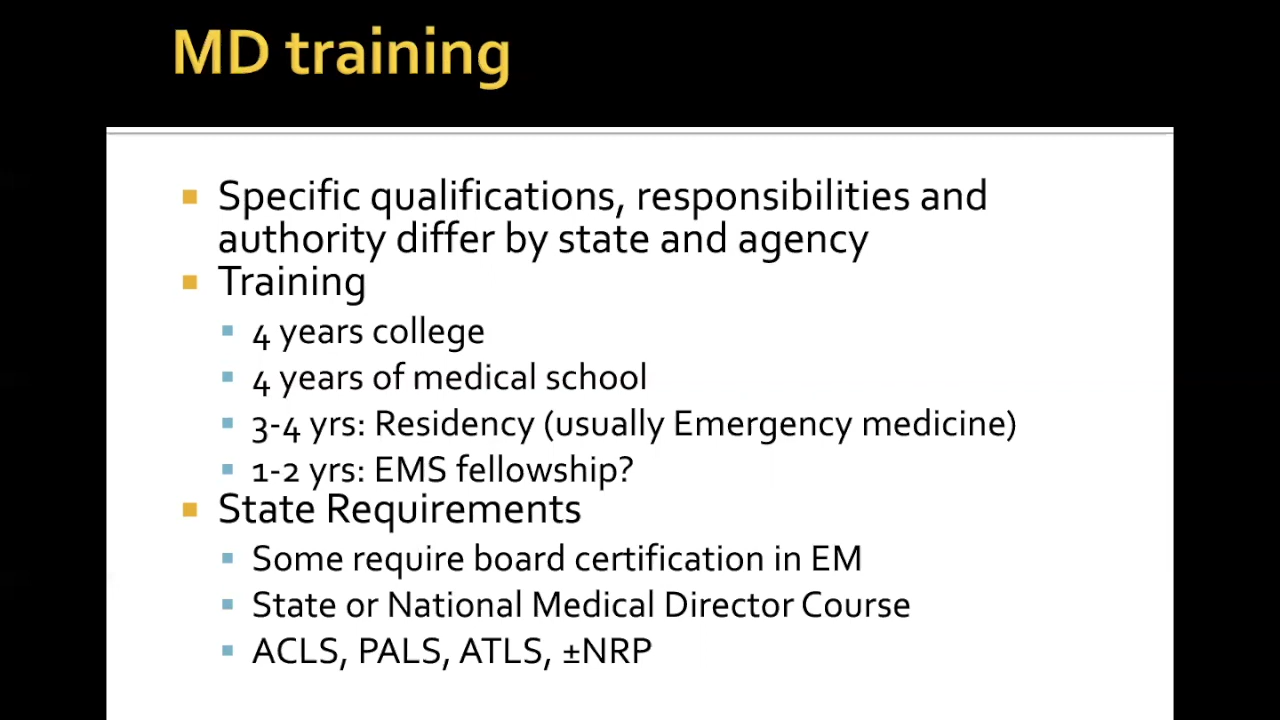 MD training
Specific qualifications, responsibilities and
authority differ by state and agency
Training
4 years college
4 years of medical school
3-4 yrs: Residency (usually Emergency medicine)
1-2 yrs: EMS fellowship?
State Requirements
Some require board certification in EM
State or National Medical Director Course
ACLS, PALS, ATLS, ±NRP